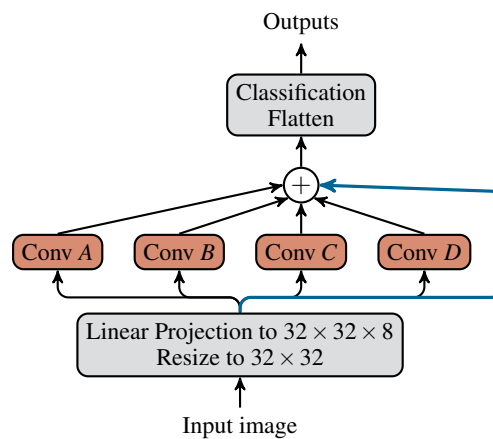 Outputs
Classification
Flatten
+
Conv A
Conv B
Conv C
Conv D
Linear Projection to 32 × 32 × 8
Resize to 32 × 32
Input image